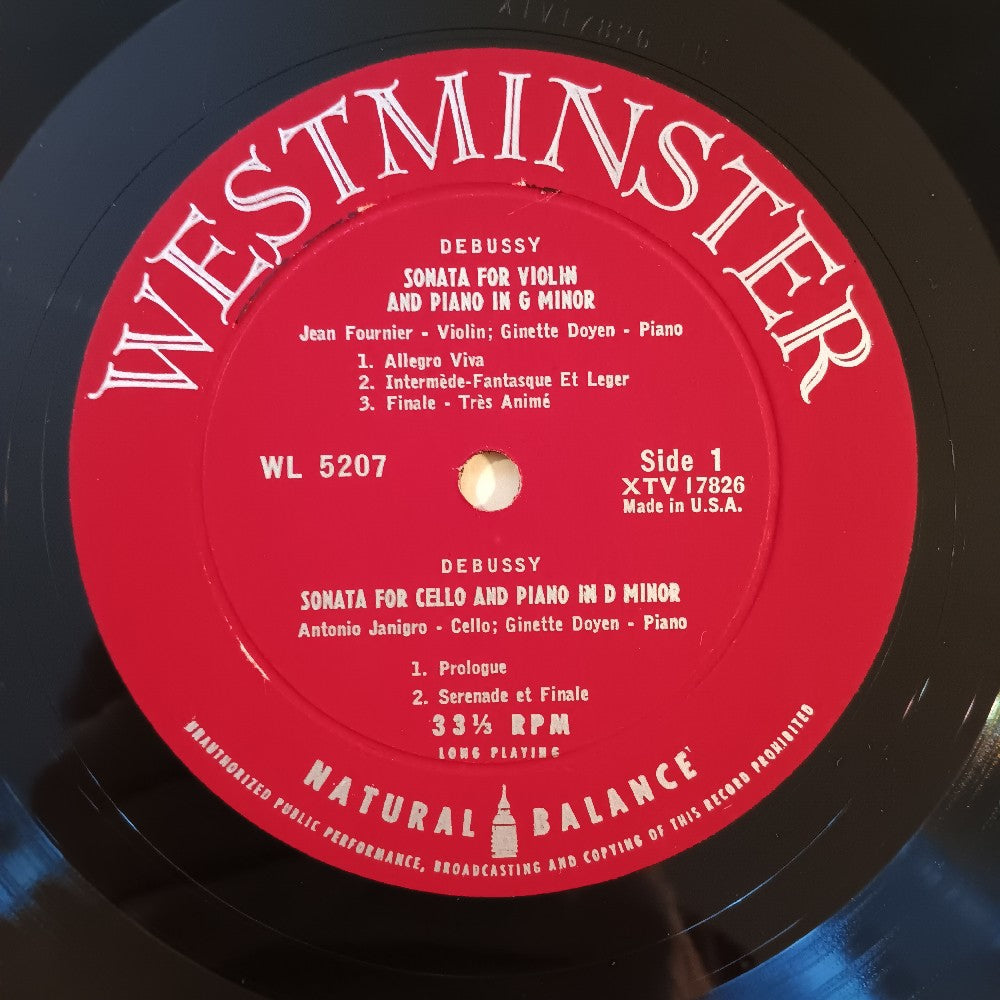 XTV17826
WESTMINSTER
DEBUSSY
SONATA FOR VIOLIN
AND PIANO IN G MINOR
Jean Fournier - Violin; Ginette Doyen - Piano
1. Allegro Viva
2. Intermède-Fantasque Et Leger
3. Finale - Très Animé
WL 5207
Side 1
XTV 17826
Made in U.S.A.
DEBUSSY
SONATA FOR CELLO AND PIANO IN D MINOR
Antonio Janigro - Cello; Ginette Doyen - Piano
1. Prologue
2. Serenade et Finale
33⅓ RPM
LONG PLAYING
NATURAL BALANCE
UNAUTHORIZED PUBLIC PERFORMANCE, BROADCASTING AND COPYING OF THIS RECORD PROHIBITED